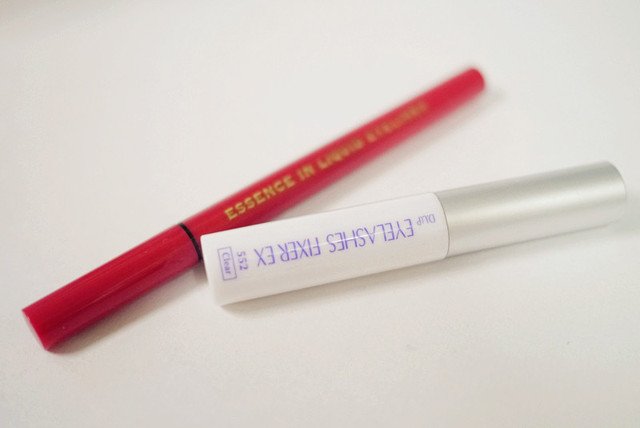 ESSENCE IN LIQUID EYELINER
D.U.P
EYELASHES FIXER EX
552
Clear